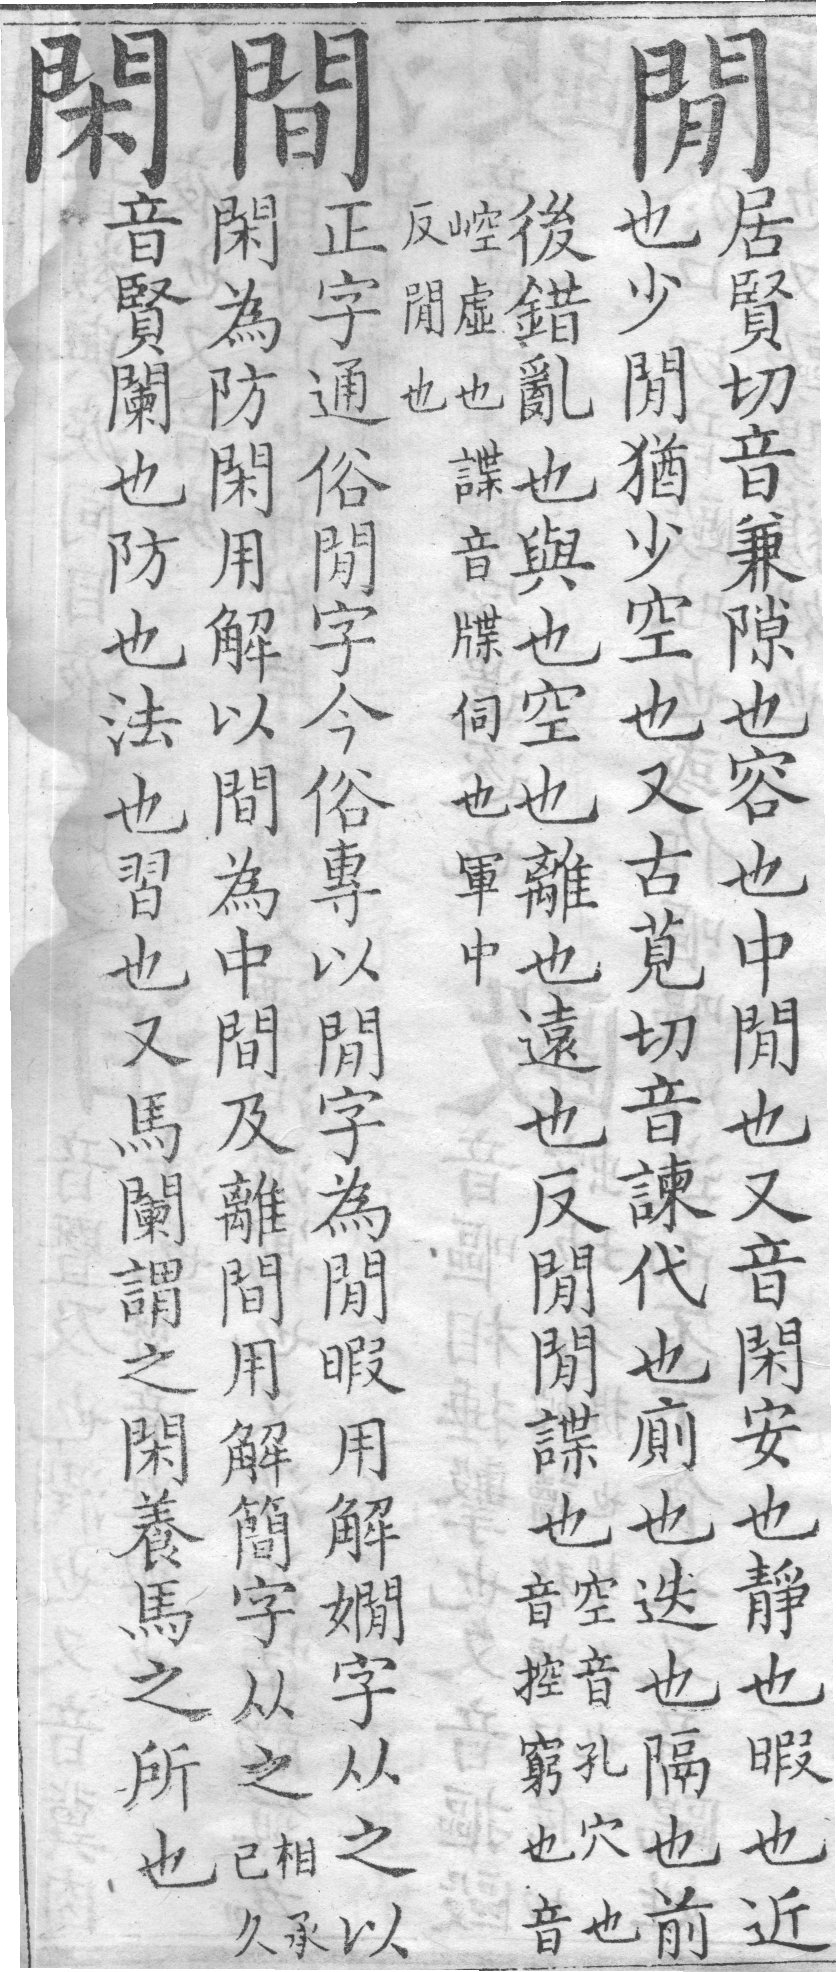 閒
居賢切音兼隙也容也中閒也又音閑安也靜也暇也近
也少閒猶少空也又古莧切音諫代也廁也迭也隔也前
後錯亂也與也空也離也遠也反閒閒諜也
空音孔穴也
音控窮也音
崆虛也諜音牒伺也軍中
反閒也
間
正字通俗閒字今俗專以閒字為閒暇用解嫺字从之以
閑為防閑用解以間為中間及離間用解簡字从之
相承
已久
閑
音賢闌也防也法也習也又馬闌謂之閑養馬之所也